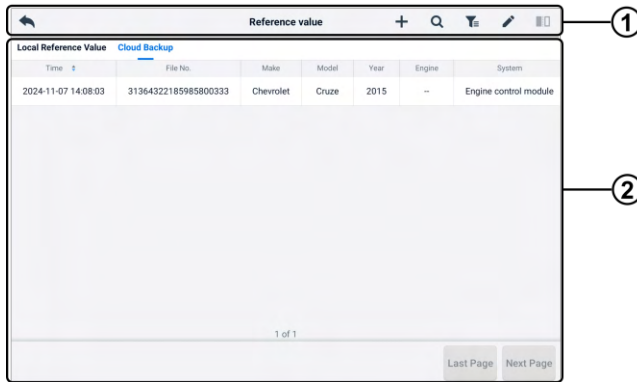 Reference value
1
Local Reference Value Cloud Backup
Time File No. Make Model Year Engine System
2024-11-07 14:08:03 31364322185985800333 Chevrolet Cruze 2015 -- Engine control module
2
1 of 1
Last Page Next Page